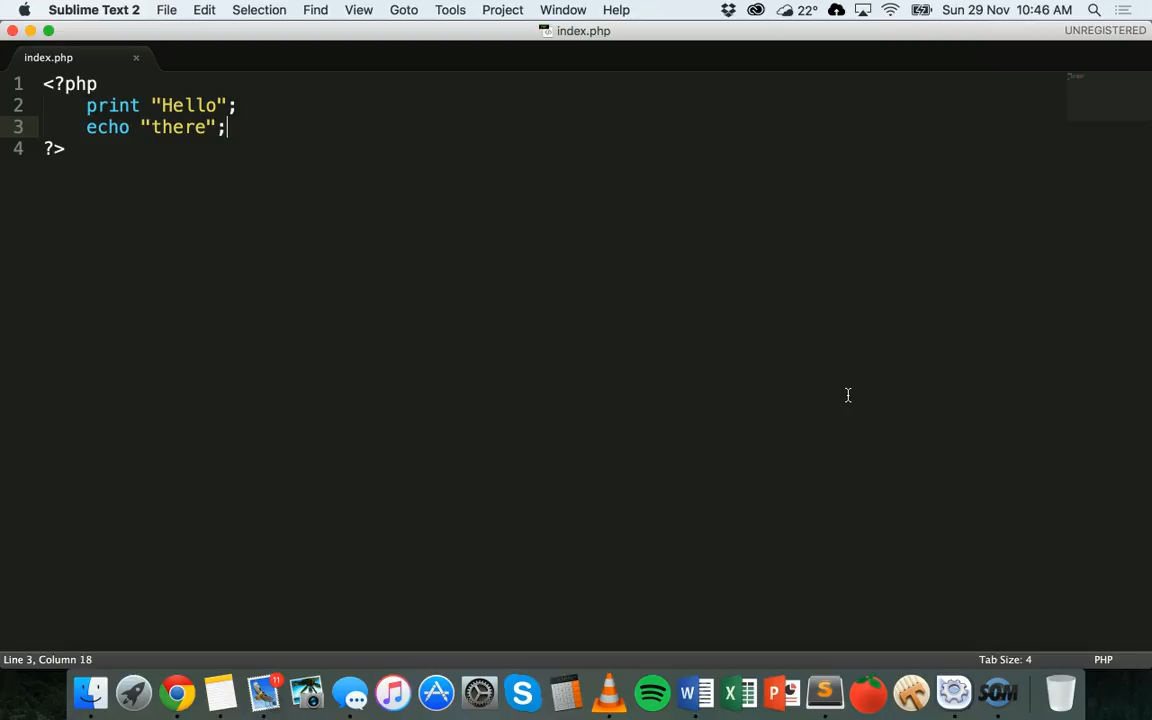 Sublime Text 2 File Edit Selection Find View Goto Tools Project Window Help 22° Sun 29 Nov 10:46 AM
index.php UNREGISTERED
index.php ×
1 <?php
2 print "Hello";
3 echo "there";
4 ?>
Line 3, Column 18 Tab Size: 4 PHP
11
W X P S SOM